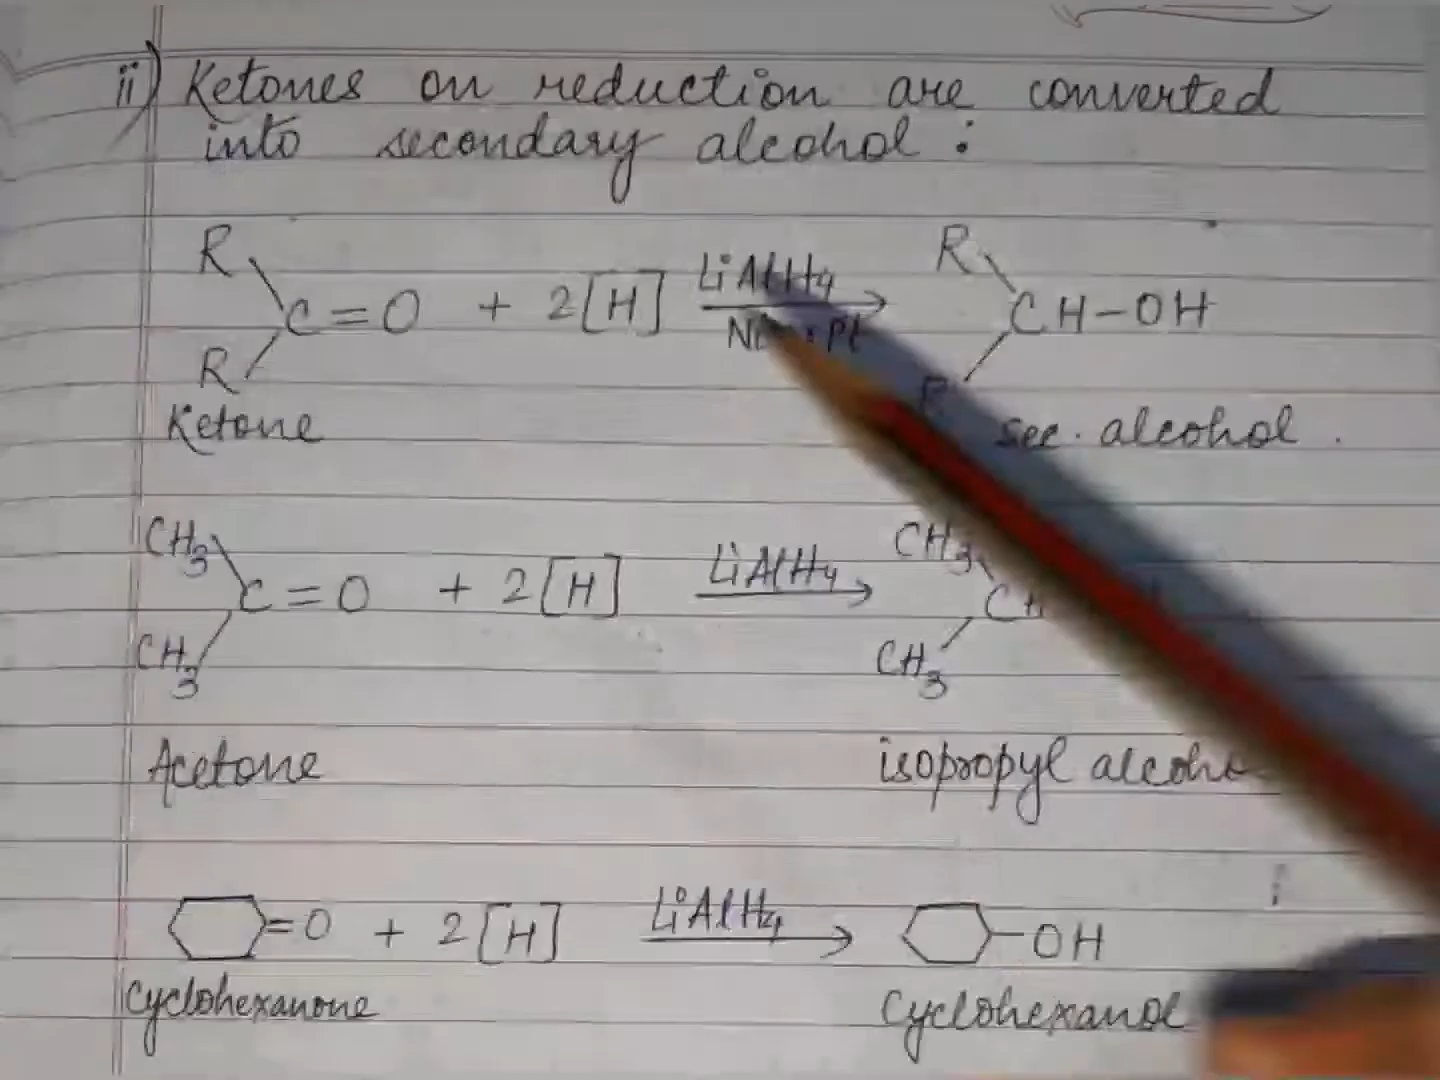 ii) Ketones on reduction are converted
into secondary alcohol :
R
R
C=O + 2[H] LiAlH4 CH-OH
Pt
R
Ketone sec. alcohol .
CH3 CH3
C=O + 2[H] LiAlH4
CH3 CH3
Acetone isopropyl
=O + 2[H] LiAlH4 -OH
Cyclohexanone Cyclohexanol